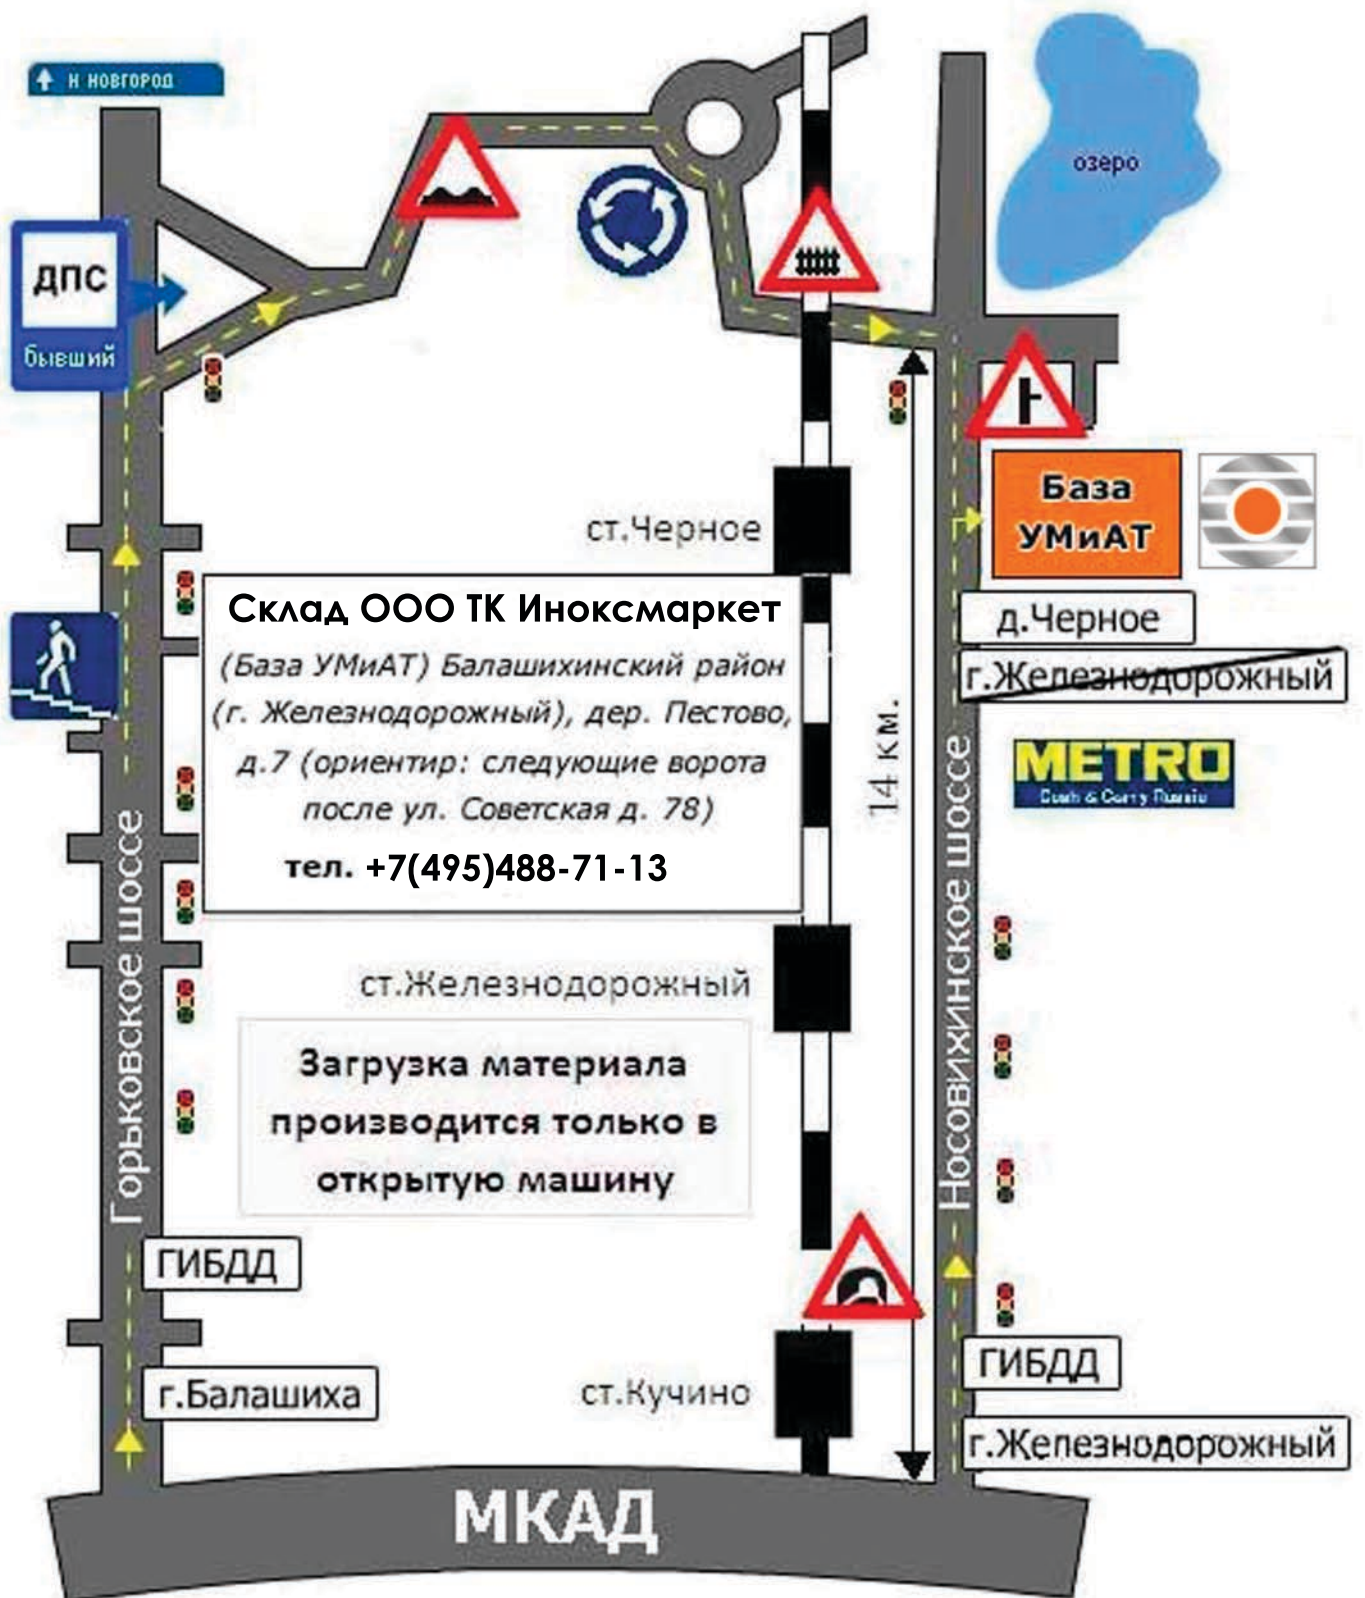 Н НОВГОРОД
озеро
ДПС
бывший
База
УМиАТ
ст.Черное
Склад ООО ТК Иноксмаркет
(База УМиАТ) Балашихинский район
(г. Железнодорожный), дер. Пестово,
д.7 (ориентир: следующие ворота
после ул. Советская д. 78)
тел. +7(495)488-71-13
д.Черное
г.Железнодорожный
METRO
Cash & Carry Russia
14 км.
Горьковское шоссе
Носовихинское шоссе
ст.Железнодорожный
Загрузка материала
производится только в
открытую машину
ГИБДД
г.Балашиха
ст.Кучино
ГИБДД
г.Железнодорожный
МКАД